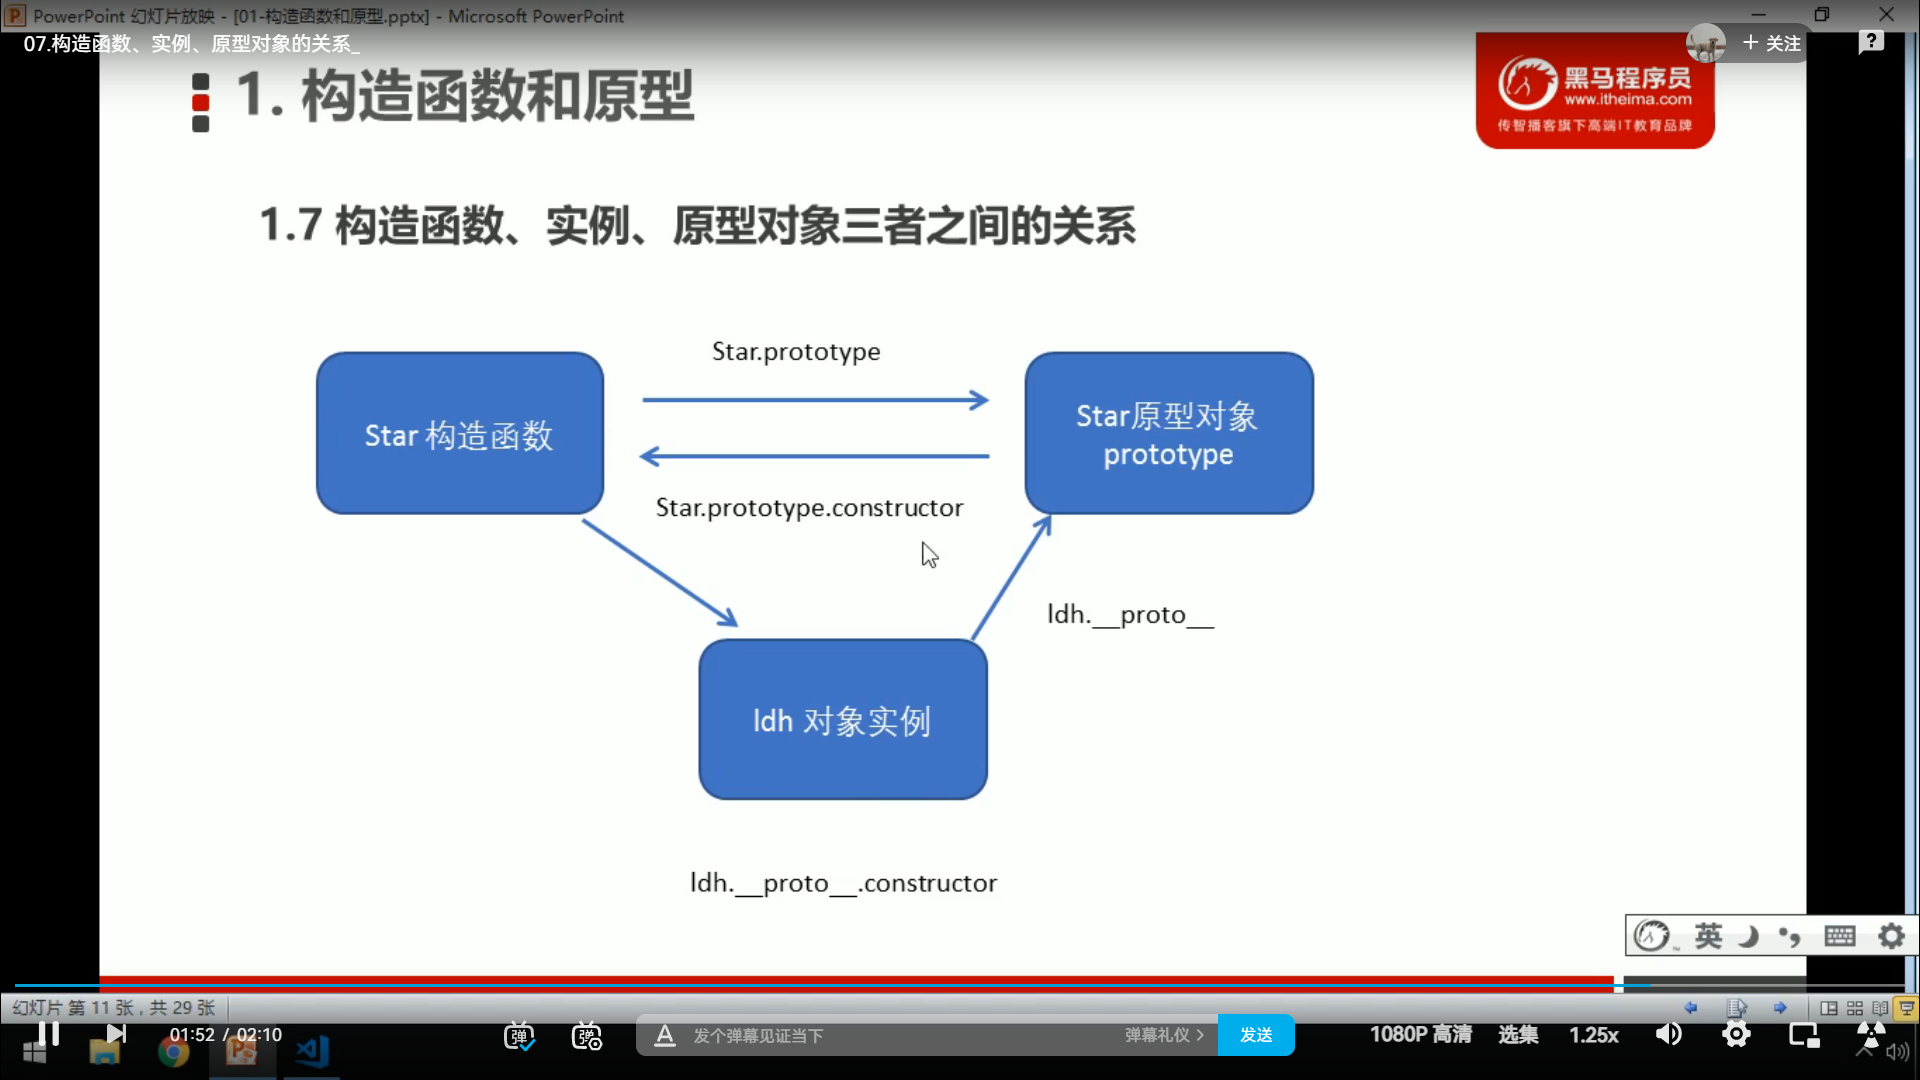 PowerPoint 幻灯片放映 - [01-构造函数和原型.pptx] - Microsoft PowerPoint
07.构造函数、实例、原型对象的关系_
+ 关注
1. 构造函数和原型
黑马程序员
www.itheima.com
传智播客旗下高端IT教育品牌
1.7 构造函数、实例、原型对象三者之间的关系
Star.prototype
Star 构造函数
Star原型对象
prototype
Star.prototype.constructor
ldh.__proto__
ldh 对象实例
ldh.__proto__.constructor
英
幻灯片 第 11 张，共 29 张
01:52 / 02:10
弹
弹
A 发个弹幕见证当下
弹幕礼仪 >
发送
1080P 高清
选集
1.25x